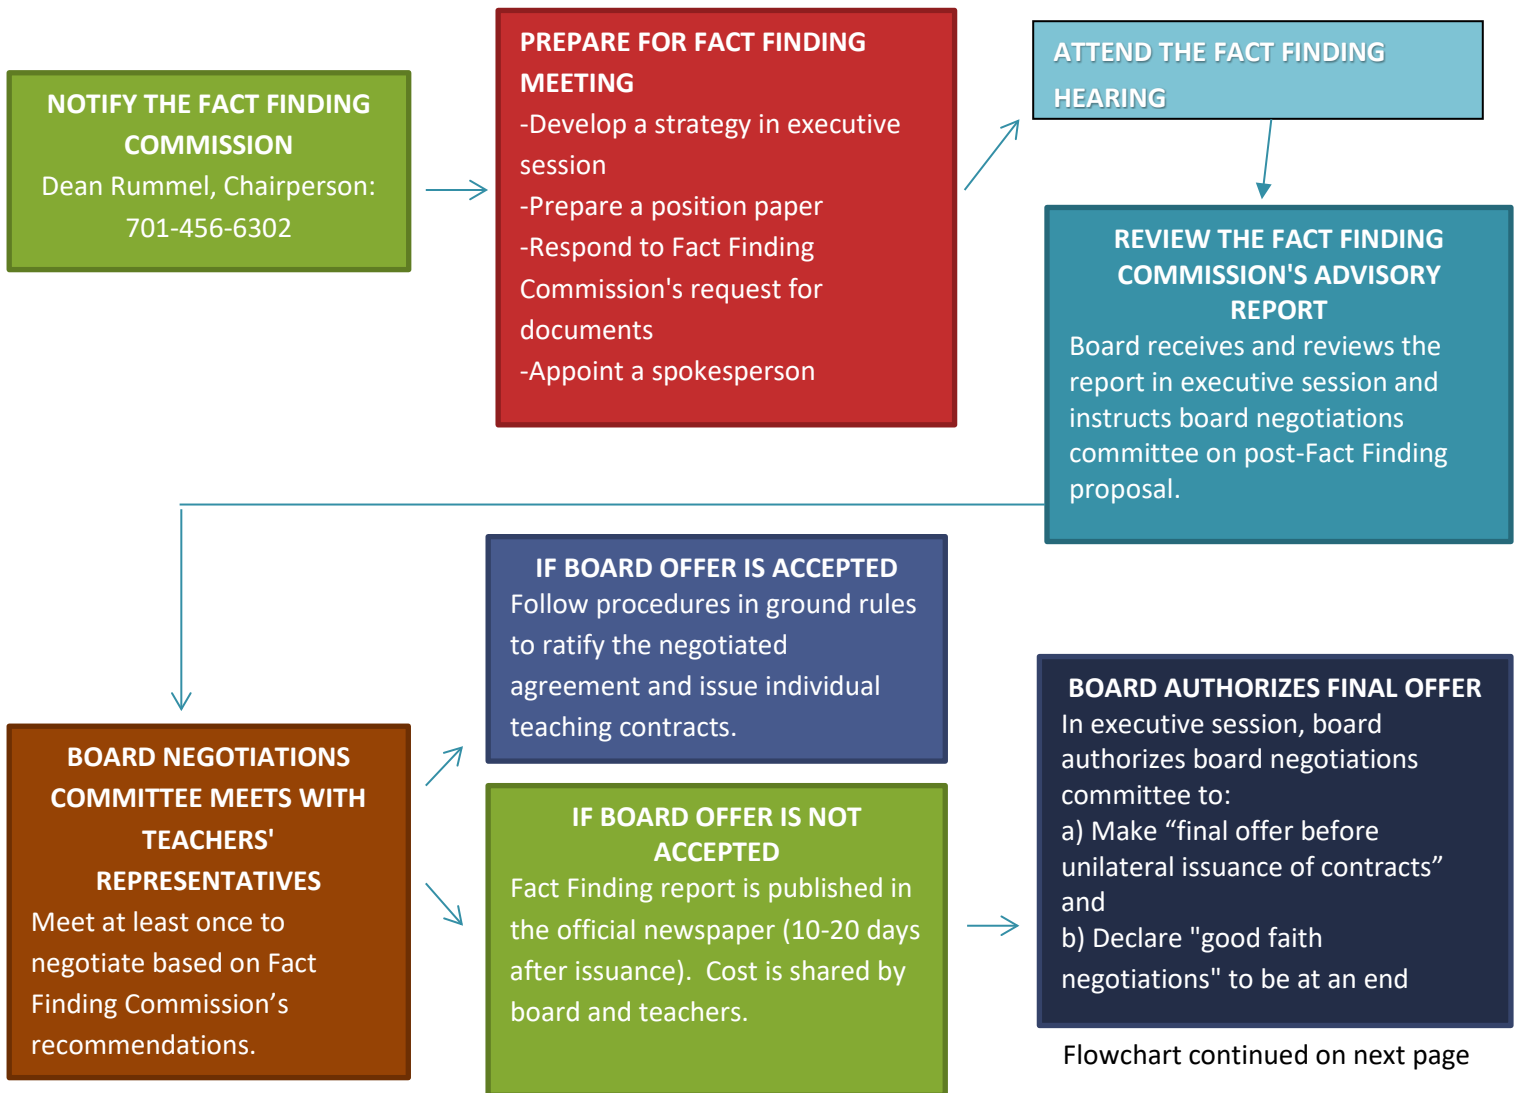 NOTIFY THE FACT FINDING
COMMISSION
Dean Rummel, Chairperson:
701-456-6302
PREPARE FOR FACT FINDING
MEETING
-Develop a strategy in executive
session
-Prepare a position paper
-Respond to Fact Finding
Commission's request for
documents
-Appoint a spokesperson
ATTEND THE FACT FINDING
HEARING
REVIEW THE FACT FINDING
COMMISSION'S ADVISORY
REPORT
Board receives and reviews the
report in executive session and
instructs board negotiations
committee on post-Fact Finding
proposal.
BOARD NEGOTIATIONS
COMMITTEE MEETS WITH
TEACHERS'
REPRESENTATIVES
Meet at least once to
negotiate based on Fact
Finding Commission’s
recommendations.
IF BOARD OFFER IS ACCEPTED
Follow procedures in ground rules
to ratify the negotiated
agreement and issue individual
teaching contracts.
IF BOARD OFFER IS NOT
ACCEPTED
Fact Finding report is published in
the official newspaper (10-20 days
after issuance).  Cost is shared by
board and teachers.
BOARD AUTHORIZES FINAL OFFER
In executive session, board
authorizes board negotiations
committee to:
a) Make “final offer before
unilateral issuance of contracts”
and
b) Declare "good faith
negotiations" to be at an end
Flowchart continued on next page